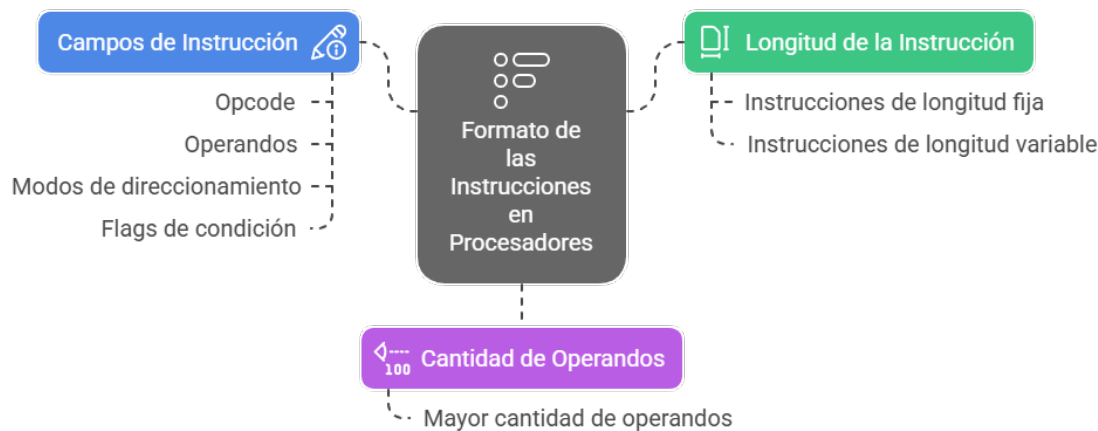 Campos de Instrucción
Opcode
Operandos
Modos de direccionamiento
Flags de condición
Formato de
las
Instrucciones
en
Procesadores
Longitud de la Instrucción
Instrucciones de longitud fija
Instrucciones de longitud variable
100
Cantidad de Operandos
Mayor cantidad de operandos